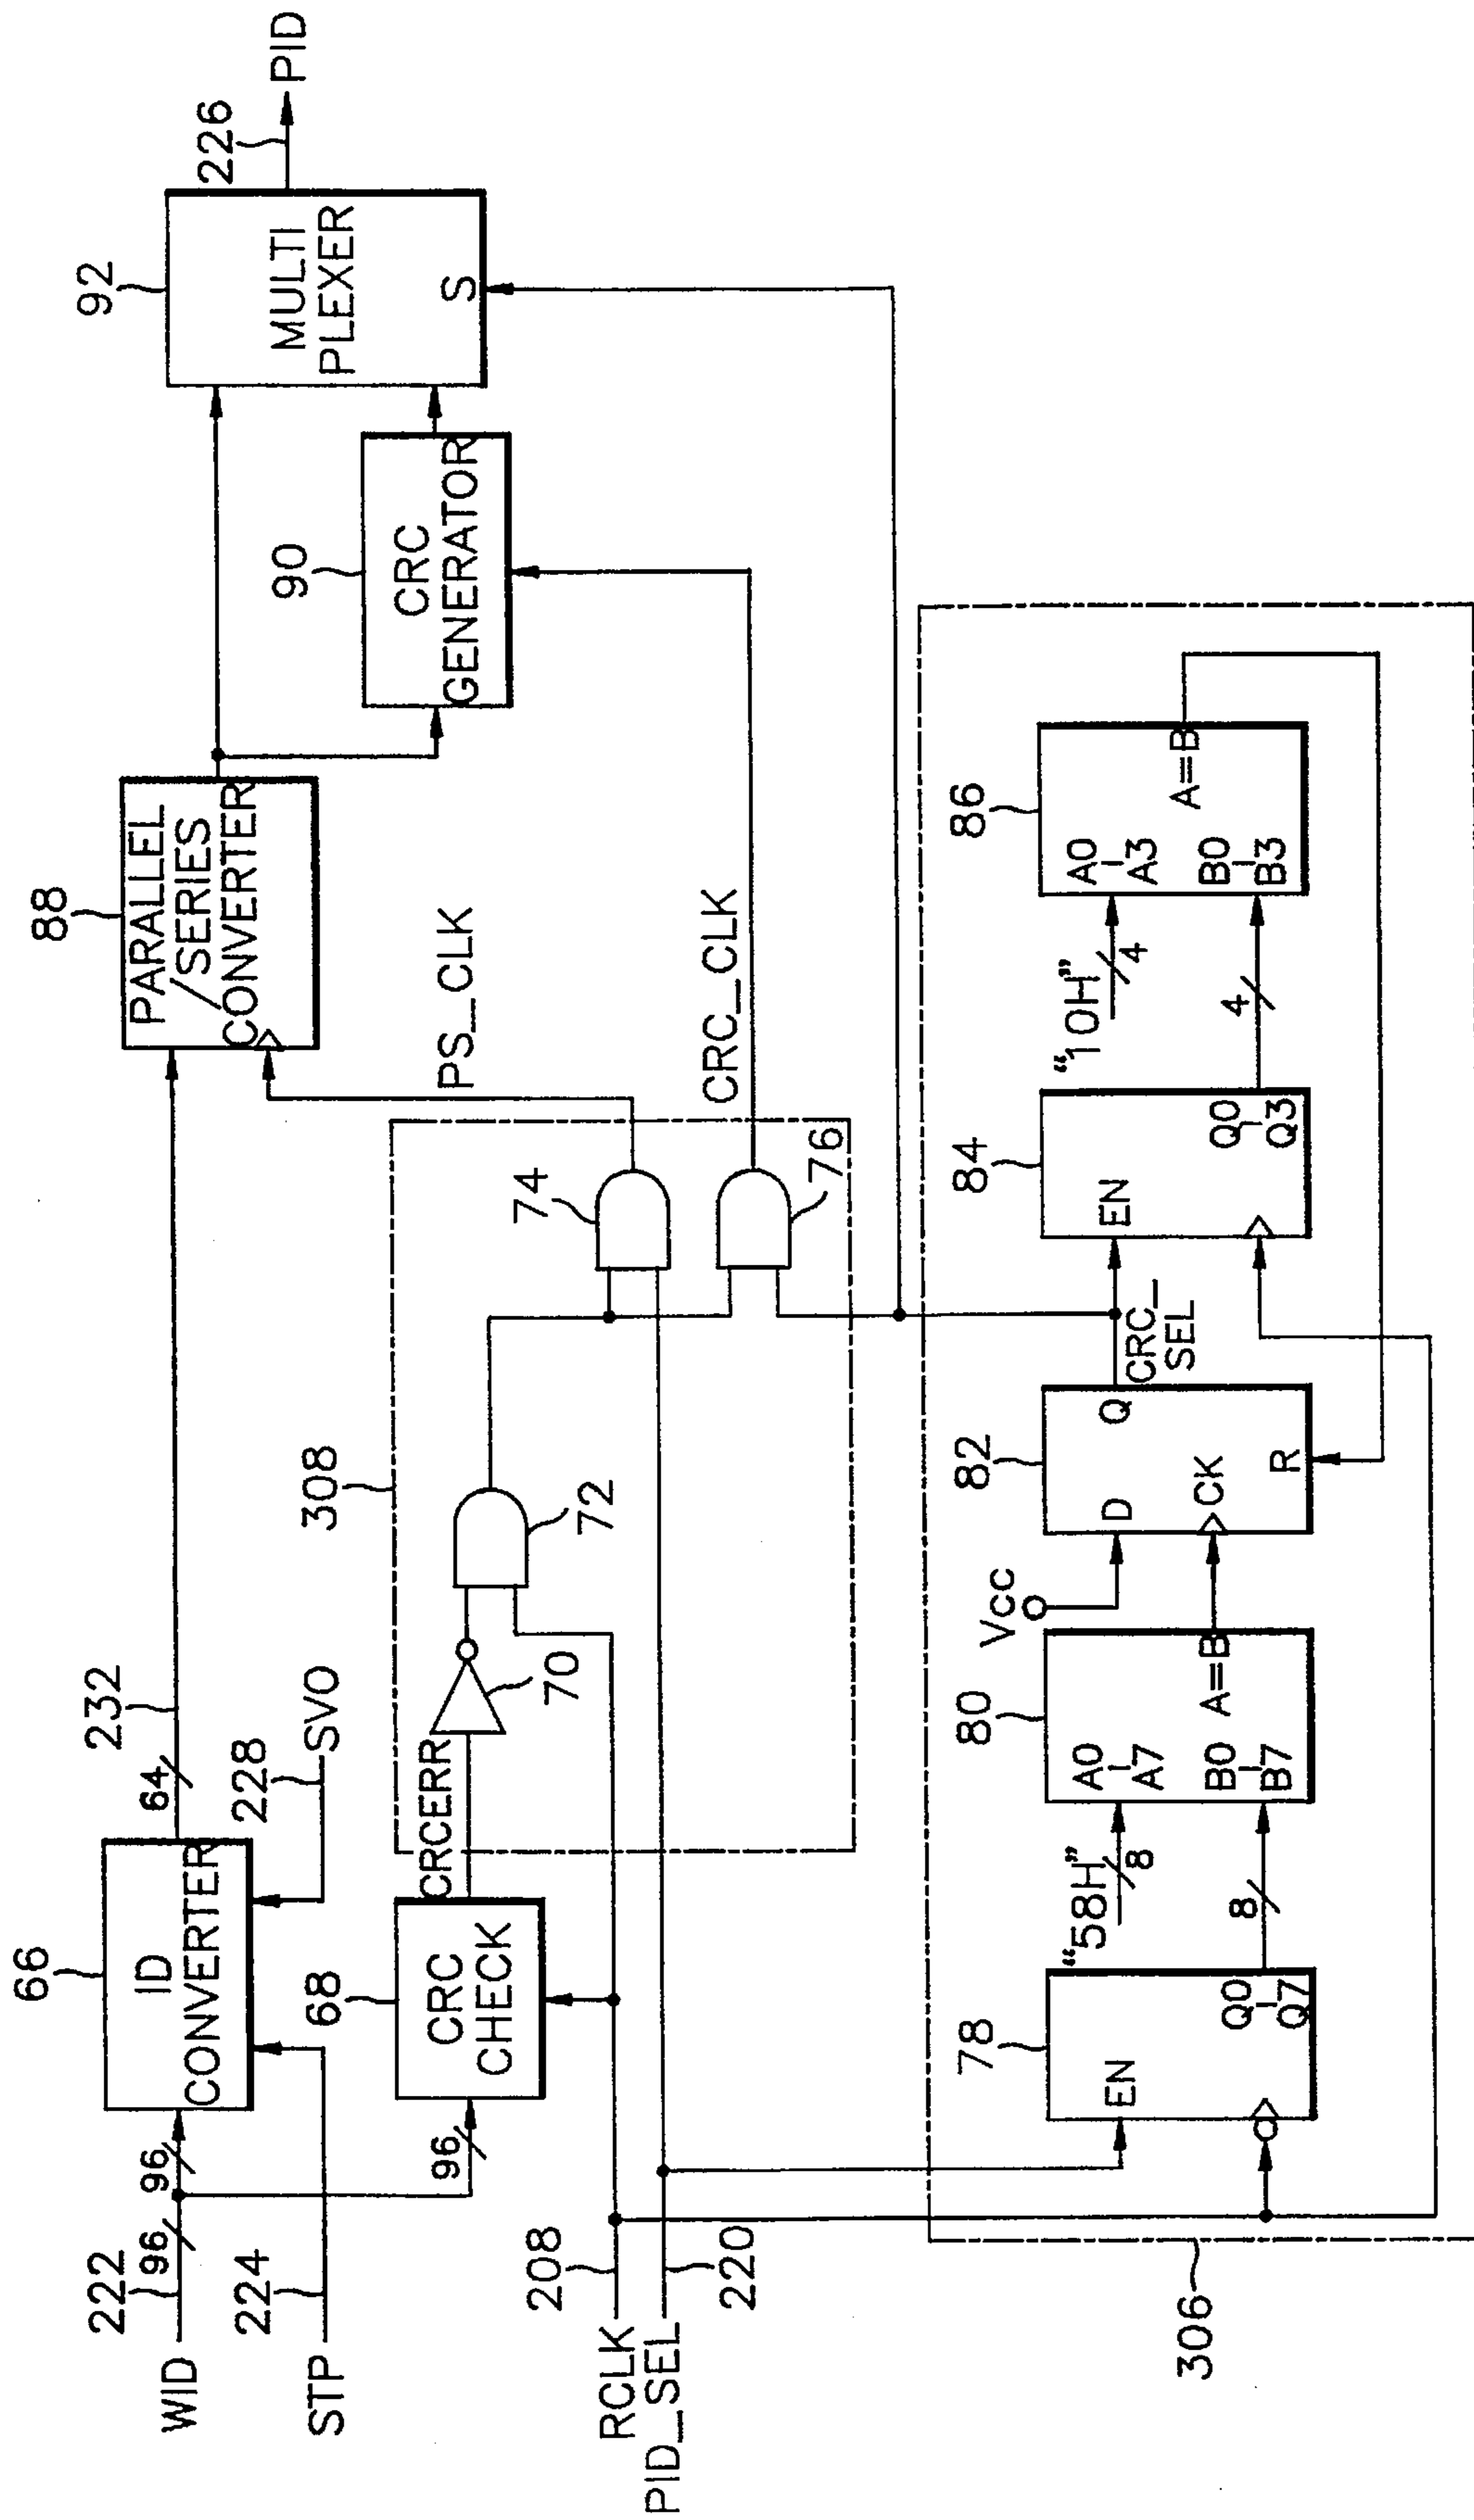 WID
222
96
96
66
ID
CONVERTER
64
232
STP
224
228
SVO
96
68
CRC
CHECK
CRCERR
70
72
308
74
76
PS_CLK
CRC_CLK
88
PARALLEL
/SERIES
CONVERTER
90
CRC
GENERATOR
92
MULTI
PLEXER
S
226
PID
RCLK
208
PID_SEL
220
306
78
EN
Q0
Q7
"58H"
8
8
80
A0
A7
B0
B7
A=B
Vcc
82
D
CK
Q
R
CRC_
SEL
84
EN
Q0
Q3
"10H"
4
4
86
A0
A3
B0
B3
A=B